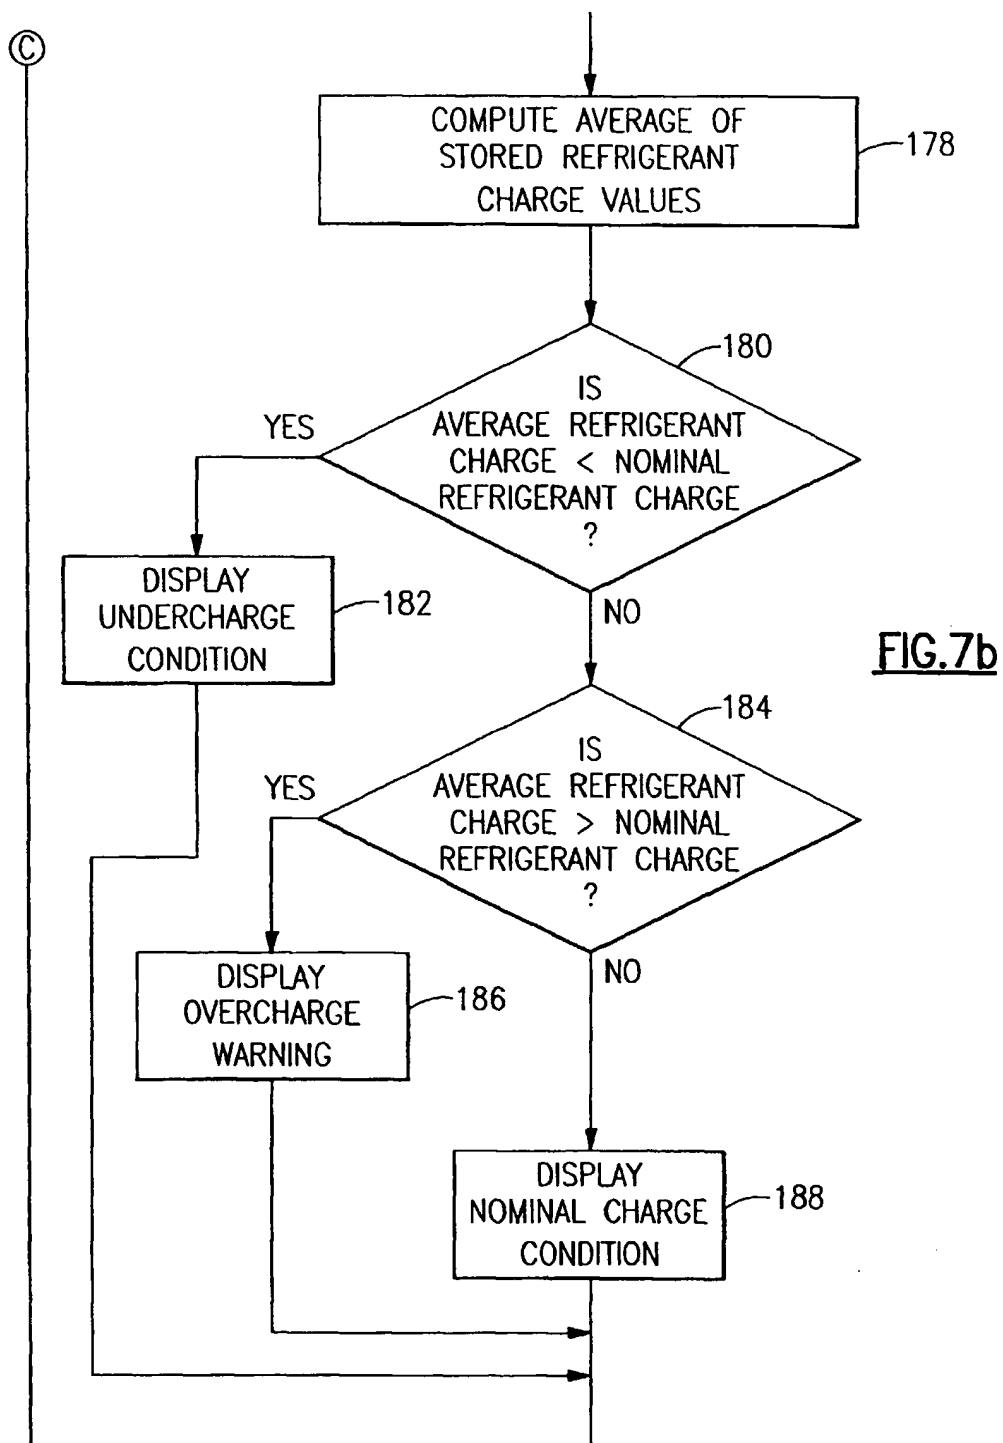 C
COMPUTE AVERAGE OF
STORED REFRIGERANT
CHARGE VALUES
178
180
IS
AVERAGE REFRIGERANT
CHARGE < NOMINAL
REFRIGERANT CHARGE
?
YES
NO
DISPLAY
UNDERCHARGE
CONDITION
182
FIG.7b
184
IS
AVERAGE REFRIGERANT
CHARGE > NOMINAL
REFRIGERANT CHARGE
?
YES
NO
DISPLAY
OVERCHARGE
WARNING
186
DISPLAY
NOMINAL CHARGE
CONDITION
188